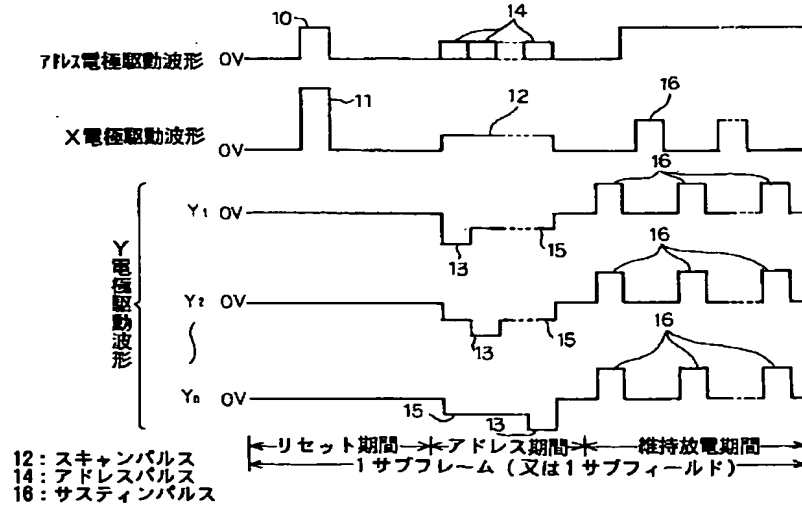 10
14
アドレス電極駆動波形 0V
11
12
16
X電極駆動波形
0V
16
Y1 0V
13
15
16
Y電極駆動波形
Y2 0V
13
15
16
Yn 0V
15
13
リセット期間 アドレス期間 維持放電期間
1サブフレーム(又は1サブフィールド)
12:スキャンパルス
14:アドレスパルス
16:サスティンパルス